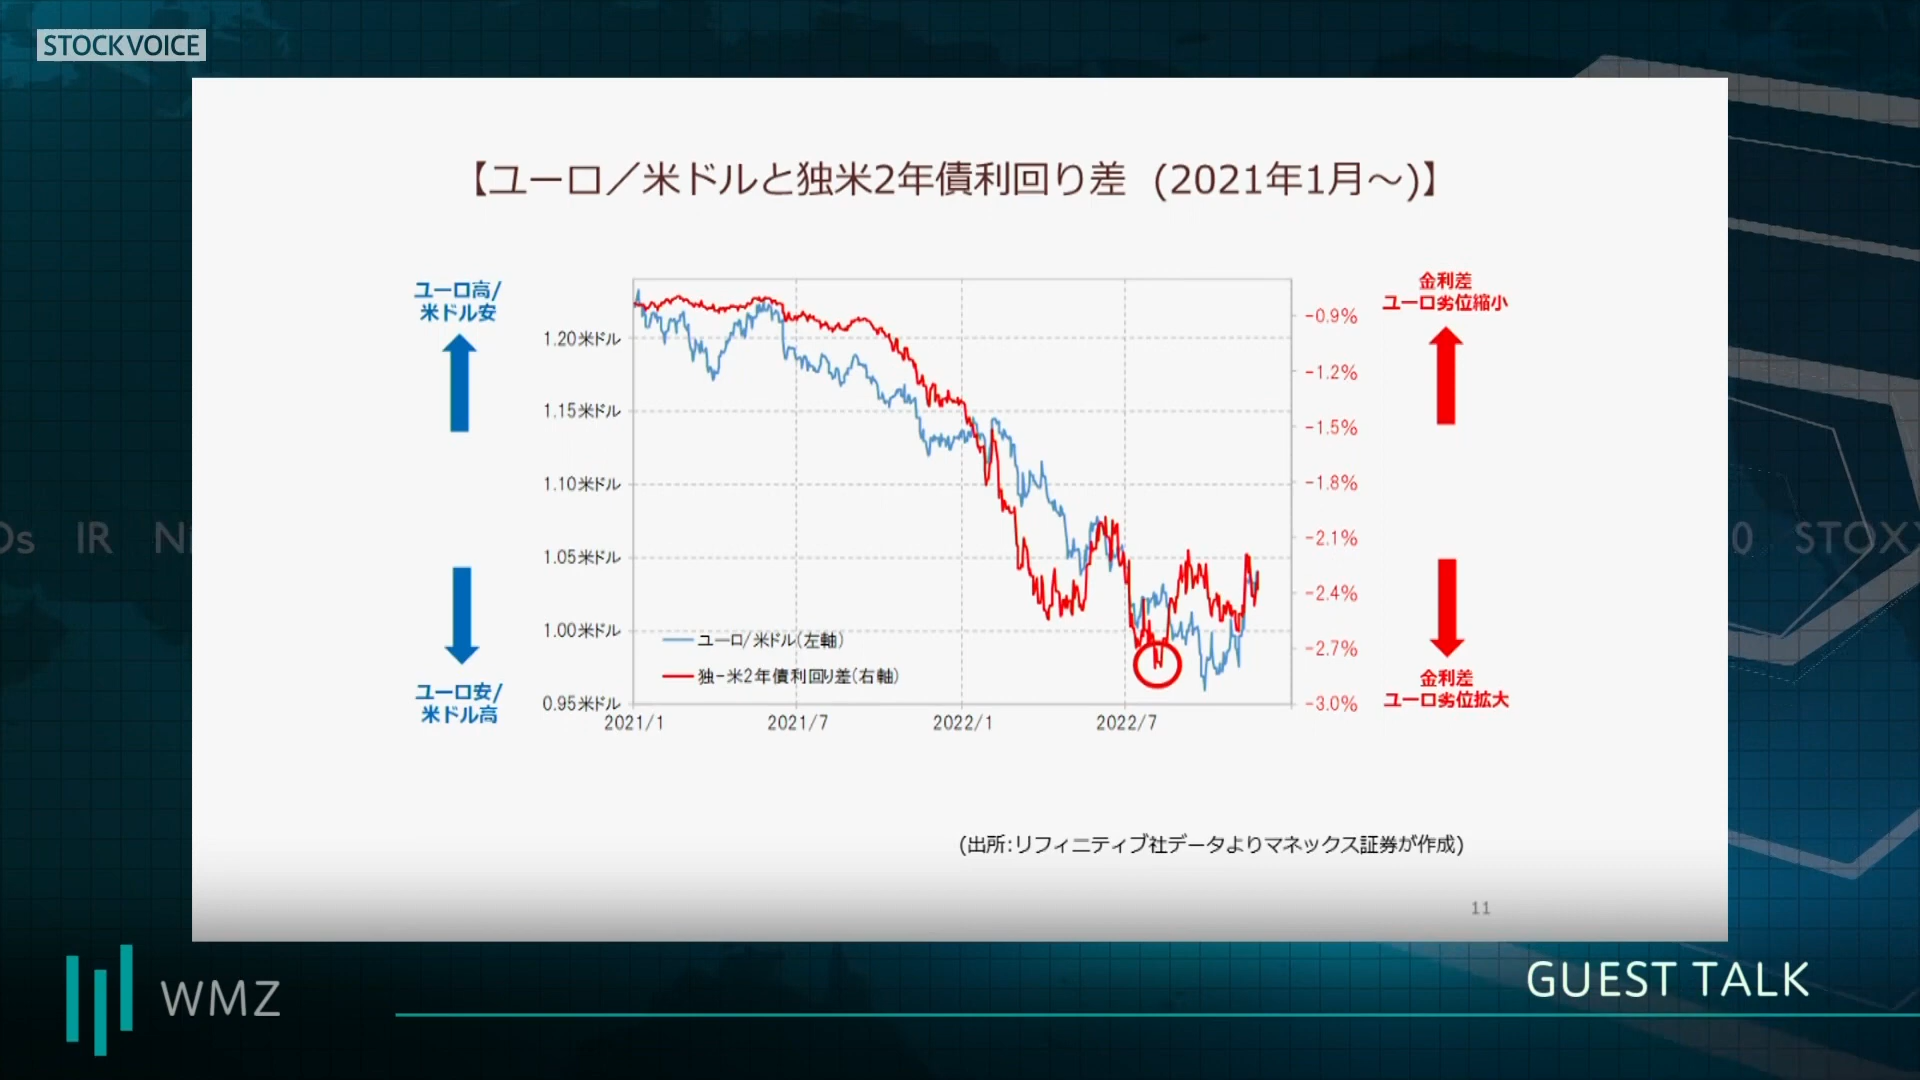 STOCKVOICE
【ユーロ／米ドルと独米2年債利回り差 (2021年1月～)】
ユーロ高/
米ドル安
ユーロ安/
米ドル高
1.20米ドル
1.15米ドル
1.10米ドル
1.05米ドル
1.00米ドル
0.95米ドル
ユーロ/米ドル(左軸)
独-米2年債利回り差(右軸)
2021/1 2021/7 2022/1 2022/7
-0.9%
-1.2%
-1.5%
-1.8%
-2.1%
-2.4%
-2.7%
-3.0%
金利差
ユーロ劣位縮小
金利差
ユーロ劣位拡大
(出所:リフィニティブ社データよりマネックス証券が作成)
11
IR
WMZ
GUEST TALK